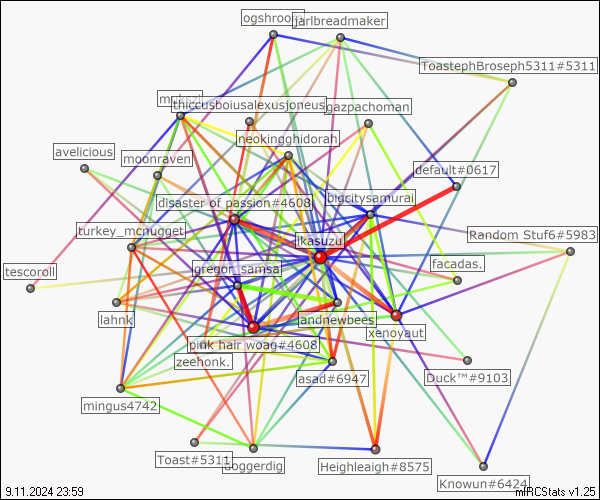 ogshroom
jarlbreadmaker
ToastephBroseph5311#5311
thiccusboiusalexusjoneus
gazpachoman
neokingghidorah
avelicious
moonraven
default#0617
disaster of passion#4608
bigcitysamurai
turkey_mcnugget
Random Stuf6#5983
ikasuzu
tescoroll
gregor_samsa
facadas.
lahnk
andnewbees
xenoyaut
pink hair woag#4608
zeehonk.
asad#6947
Duck™#9103
mingus4742
Toast#5311
uoggerdig
Heighleaigh#8575
Knowun#6424
9.11.2024 23:59
mIRCStats v1.25